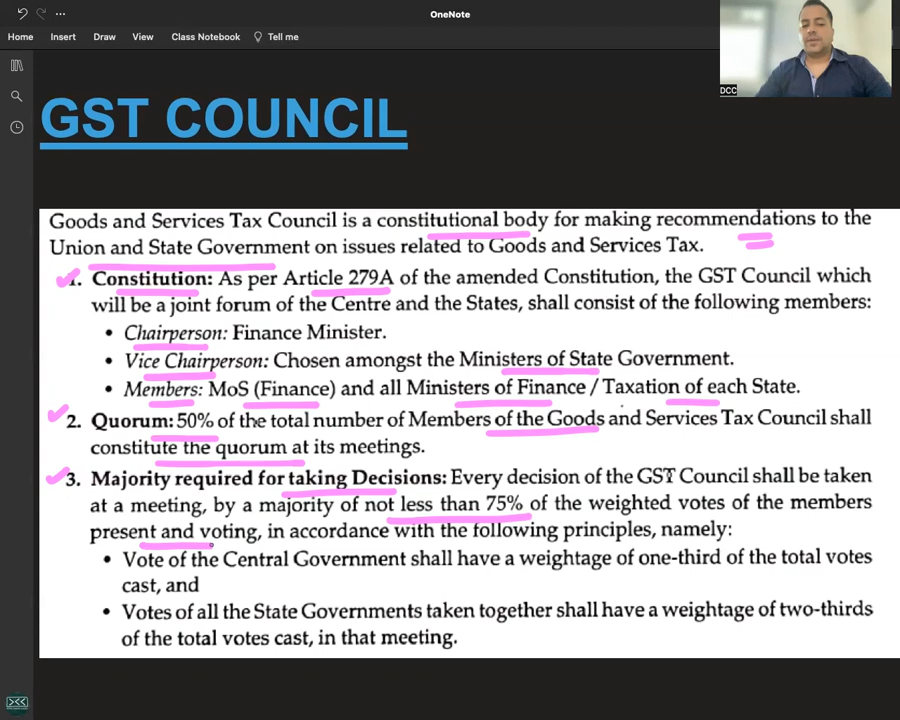 OneNote
Home Insert Draw View Class Notebook Tell me
DCC
GST COUNCIL
Goods and Services Tax Council is a constitutional body for making recommendations to the
Union and State Government on issues related to Goods and Services Tax.
1. Constitution: As per Article 279A of the amended Constitution, the GST Council which
will be a joint forum of the Centre and the States, shall consist of the following members:
• Chairperson: Finance Minister.
• Vice Chairperson: Chosen amongst the Ministers of State Government.
• Members: MoS (Finance) and all Ministers of Finance / Taxation of each State.
2. Quorum: 50% of the total number of Members of the Goods and Services Tax Council shall
constitute the quorum at its meetings.
3. Majority required for taking Decisions: Every decision of the GST Council shall be taken
at a meeting, by a majority of not less than 75% of the weighted votes of the members
present and voting, in accordance with the following principles, namely:
• Vote of the Central Government shall have a weightage of one-third of the total votes
cast, and
• Votes of all the State Governments taken together shall have a weightage of two-thirds
of the total votes cast, in that meeting.